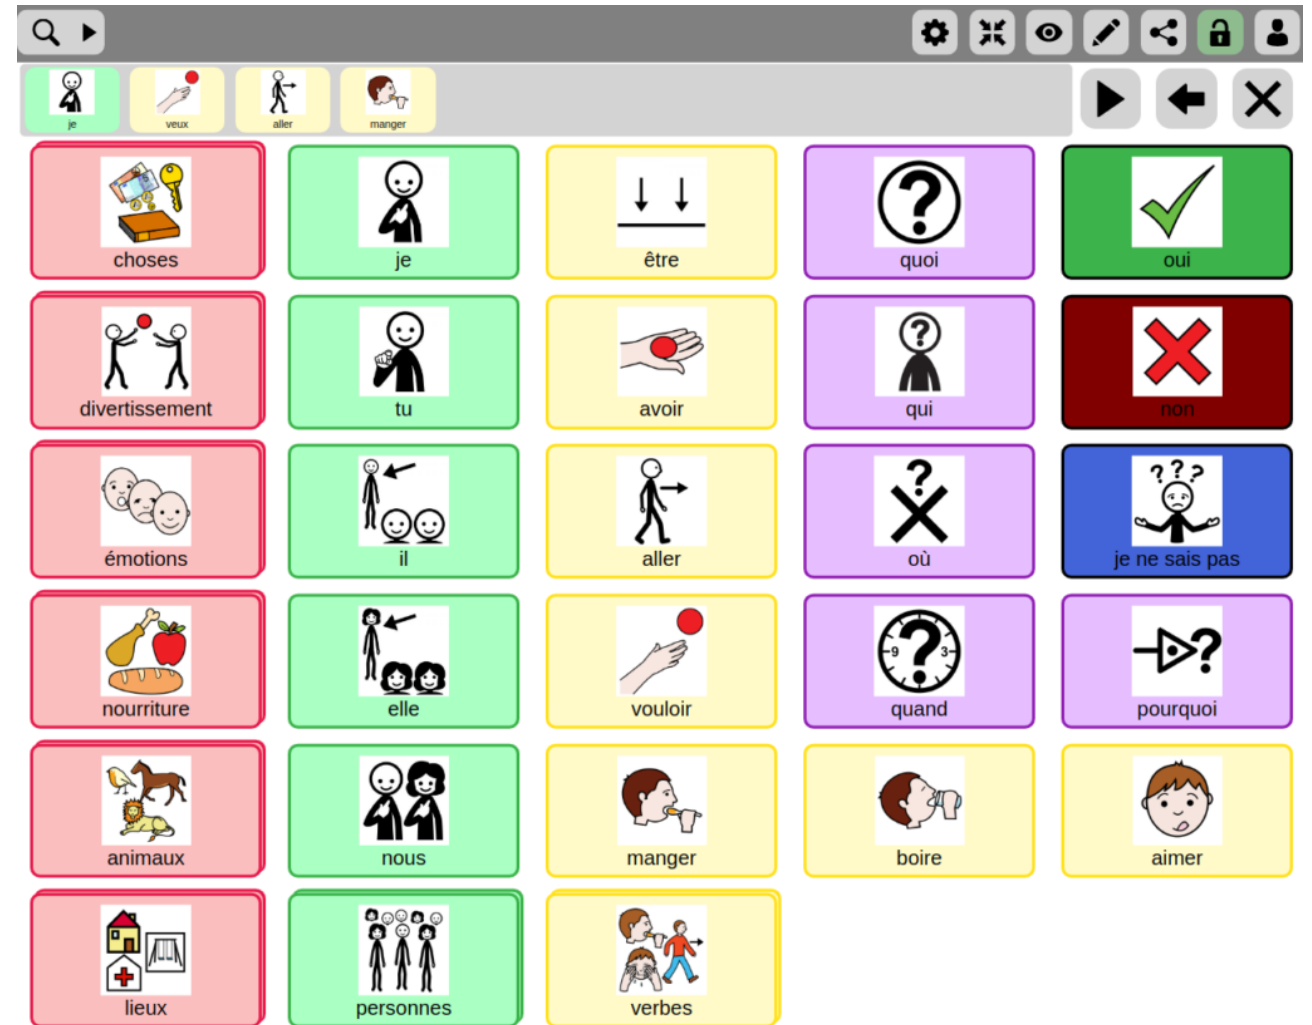 je veux aller manger
choses je être quoi oui
divertissement tu avoir qui non
émotions il aller où je ne sais pas
nourriture elle vouloir quand pourquoi
animaux nous manger boire aimer
lieux personnes verbes